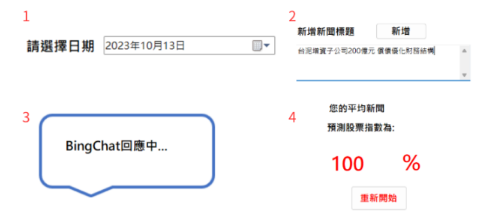 1
請選擇日期 2023年10月13日
2
新增新聞標題 新增
台泥增資子公司200億元 償債優化財務結構
3
BingChat回應中...
4
您的平均新聞
預測股票指數為:
100 %
重新開始